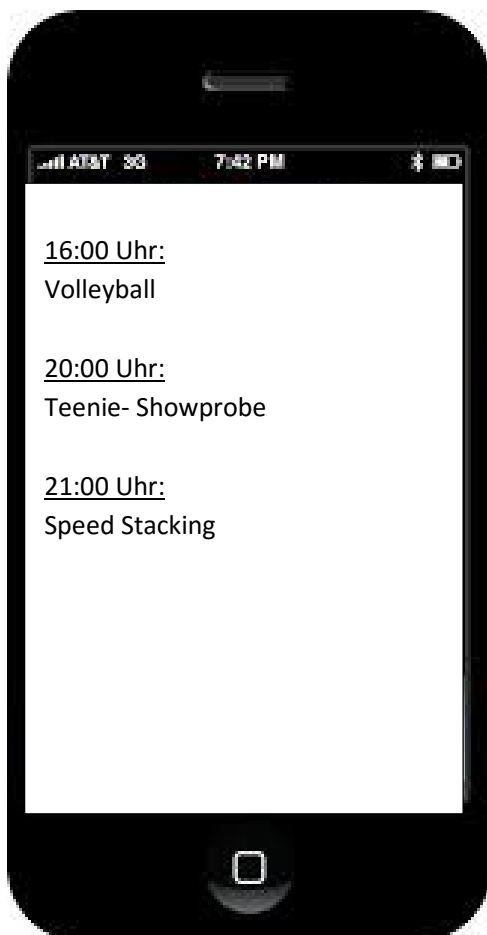 AT&T 3G 7:42 PM
16:00 Uhr:
Volleyball
20:00 Uhr:
Teenie- Showprobe
21:00 Uhr:
Speed Stacking